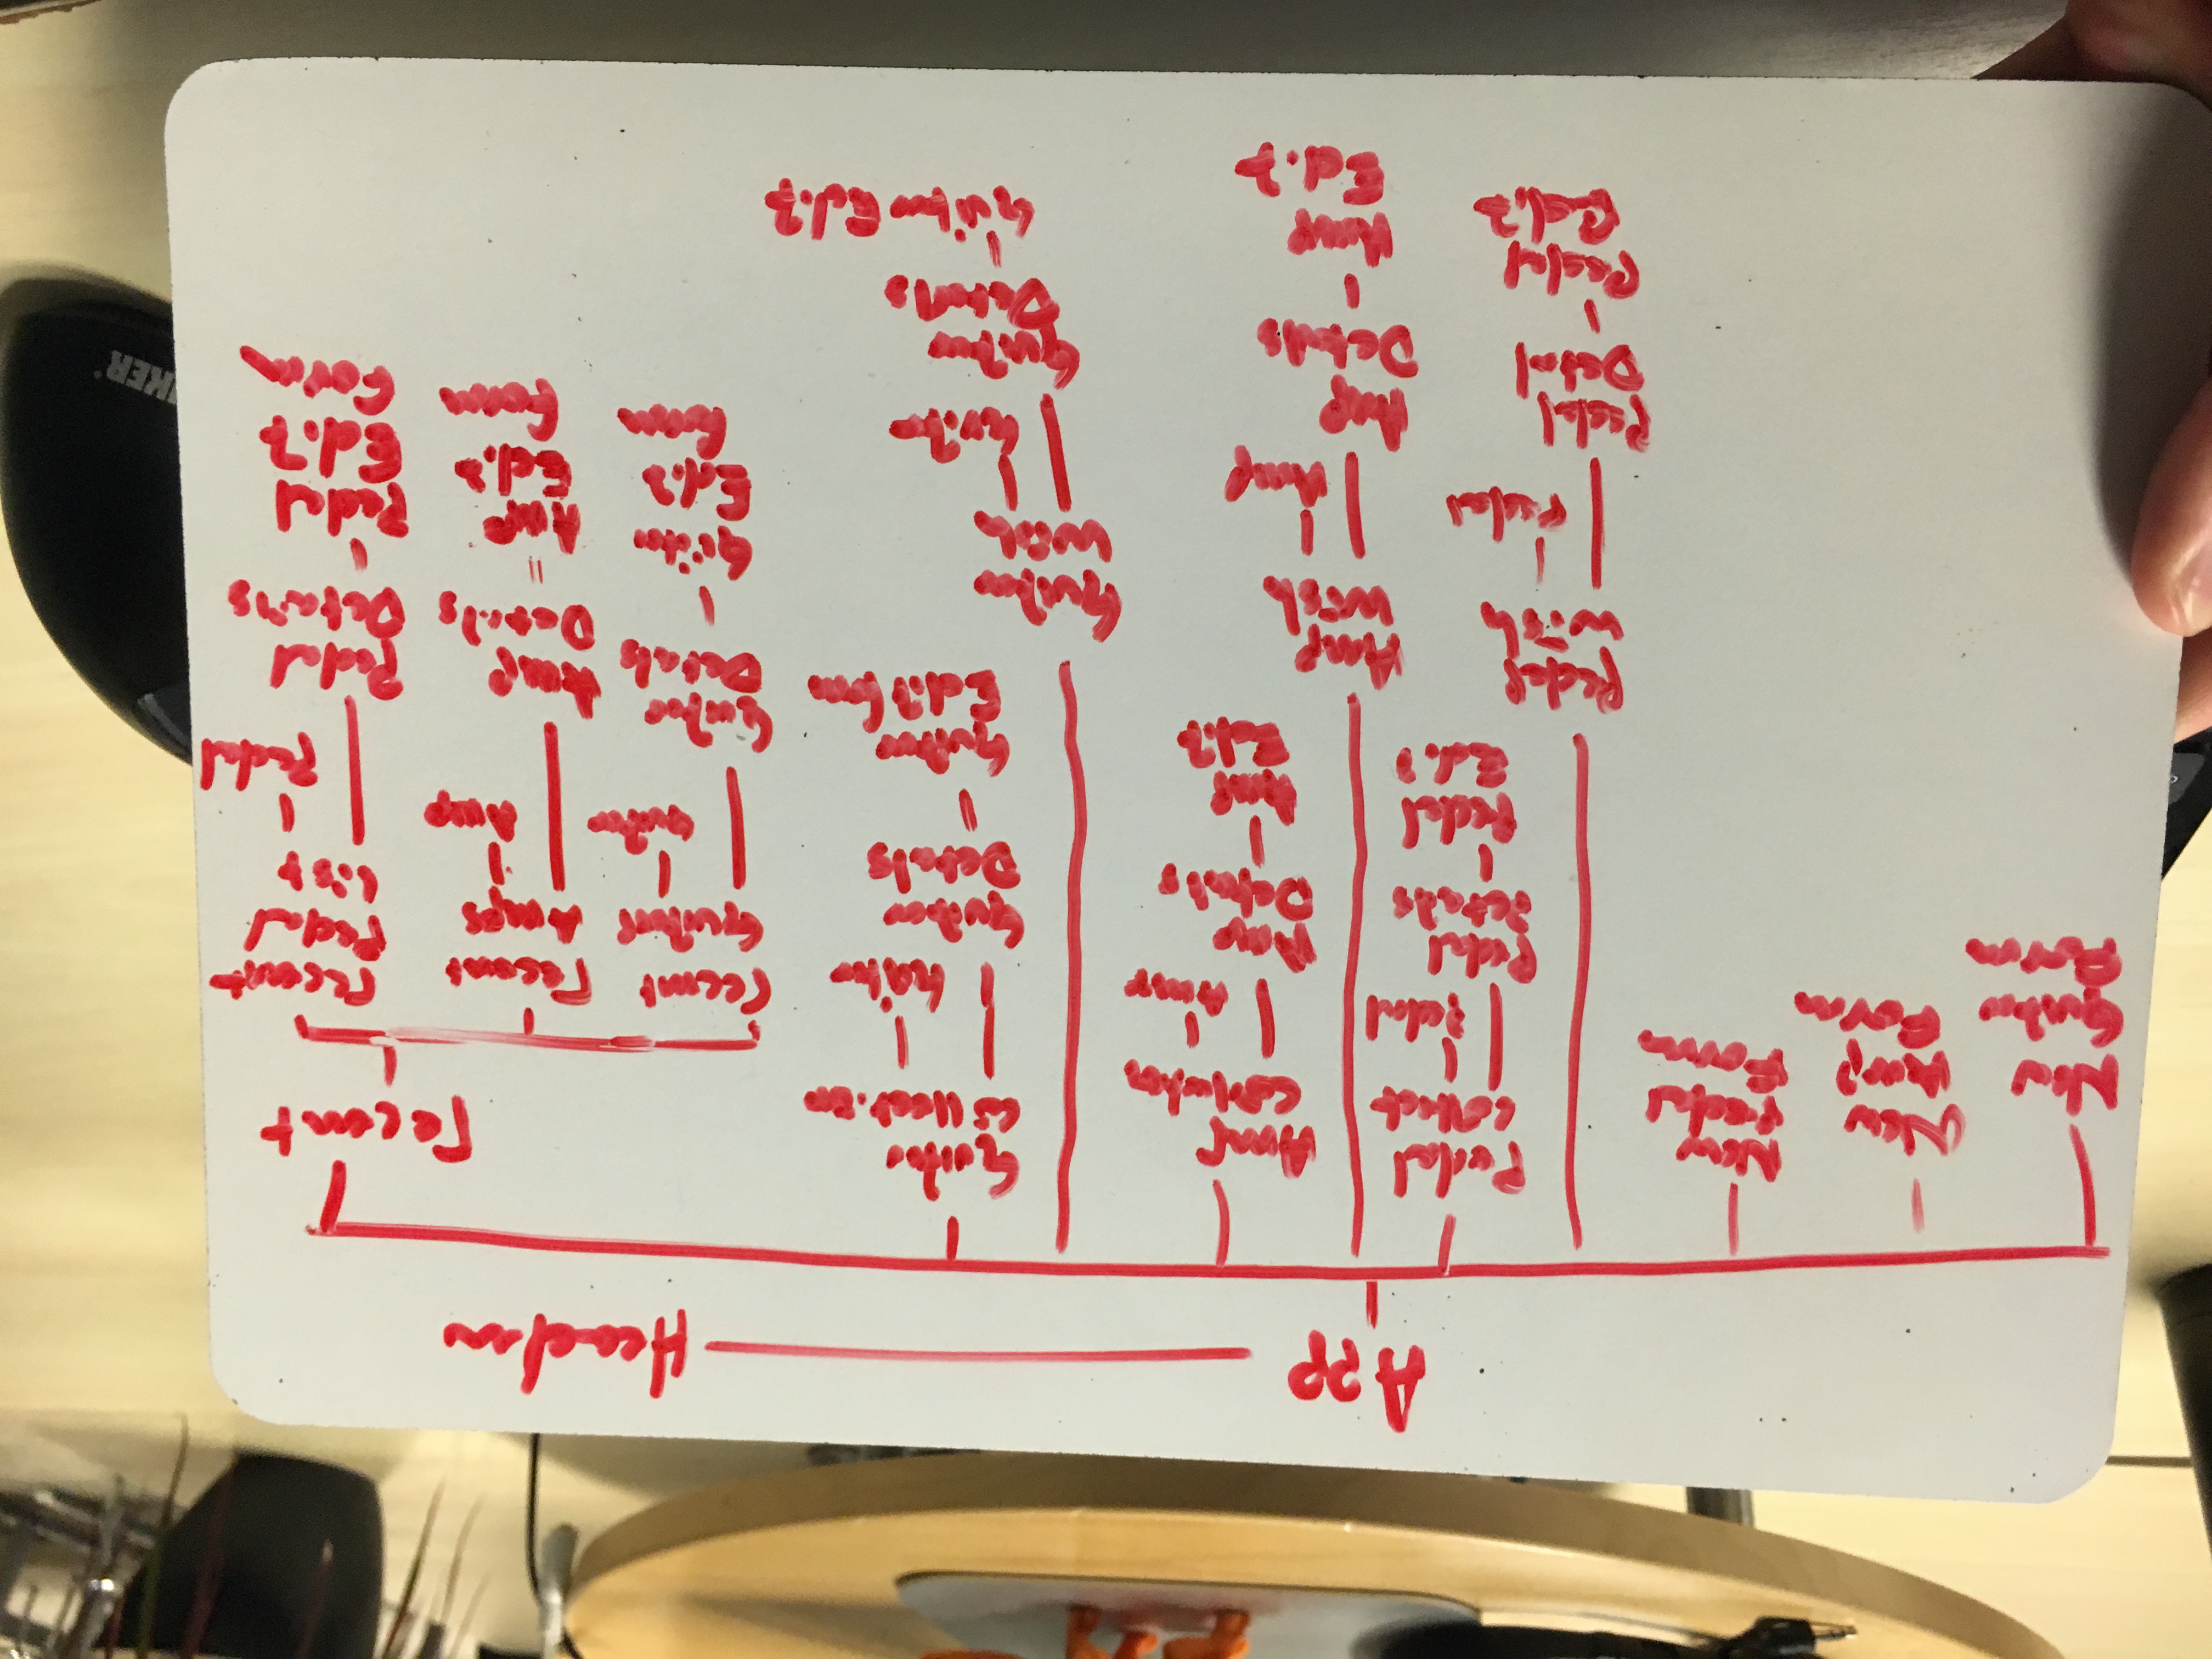 App
Header
New
Guitar
Form
New
Amp
Form
New
Pedal
Form
Pedal
Collect
Pedal
Pedal
Details
Pedal
Edit
Amp
Collection
Amp
Amp
Details
Amp
Edit
Guitar
Collection
Guitar
Guitar
Details
Guitar
Edit form
recent
recent
Guitars
Guitar
Guitar
Details
Guitar
Edit
form
recent
Amps
Amp
Amp
Details
Amp
Edit
Form
recent
Pedal
list
Pedal
Pedal
Details
Pedal
Edit
Form
Pedal
Wish
Pedal
Pedal
Detail
Pedal
Edit
Amp
Wish
Amp
Amp
Details
Amp
Edit
Guitar
Wish
Guitar
Guitar
Details
Guitar Edit